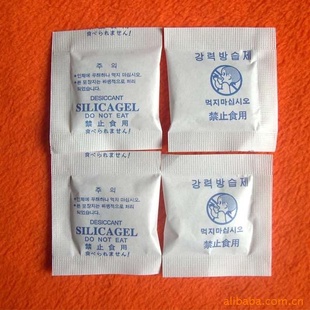 食べられません!
주 의
DESICCANT
SILICAGEL
DO NOT EAT
禁止食用
食べられません!
강력방습제
먹지마십시오
禁止食用
食べられません!
주 의
DESICCANT
SILICAGEL
DO NOT EAT
禁止食用
食べられません!
강력방습제
먹지마십시오
禁止食用
alibaba.com.cn